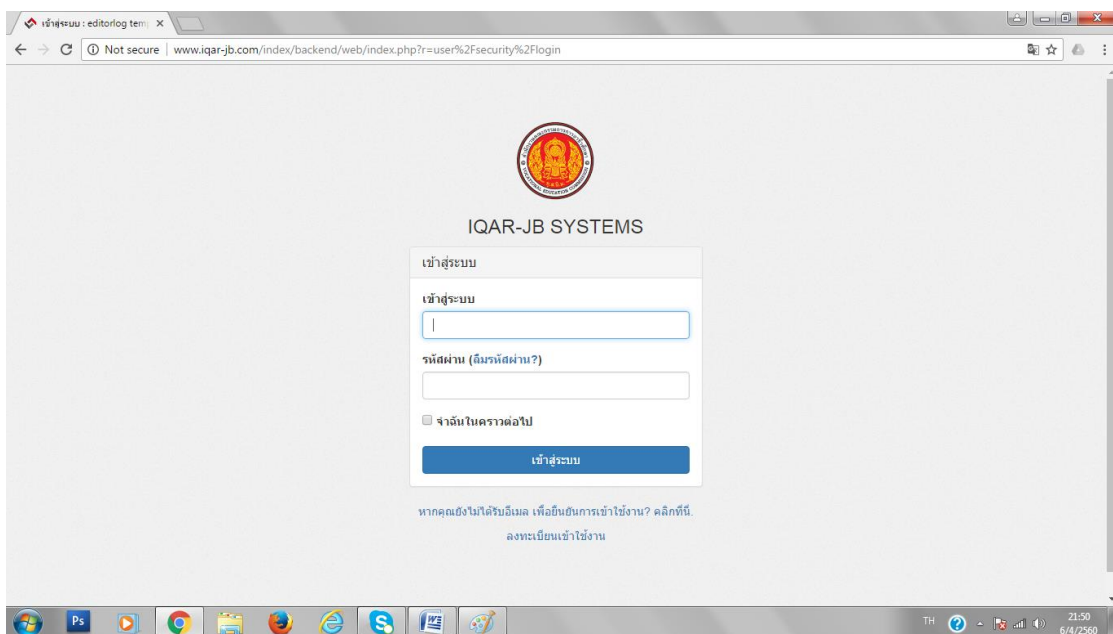 เข้าสู่ระบบ : editorlog tem
Not secure | www.iqar-jb.com/index/backend/web/index.php?r=user%2Fsecurity%2Flogin
VOCATIONAL EDUCATION COMMISSION
IQAR-JB SYSTEMS
เข้าสู่ระบบ
เข้าสู่ระบบ
รหัสผ่าน (ลืมรหัสผ่าน?)
จำฉันในคราวต่อไป
เข้าสู่ระบบ
หากคุณยังไม่ได้รับอีเมล เพื่อยืนยันการเข้าใช้งาน? คลิกที่นี่.
ลงทะเบียนเข้าใช้งาน
Ps
TH
21:50
6/4/2560